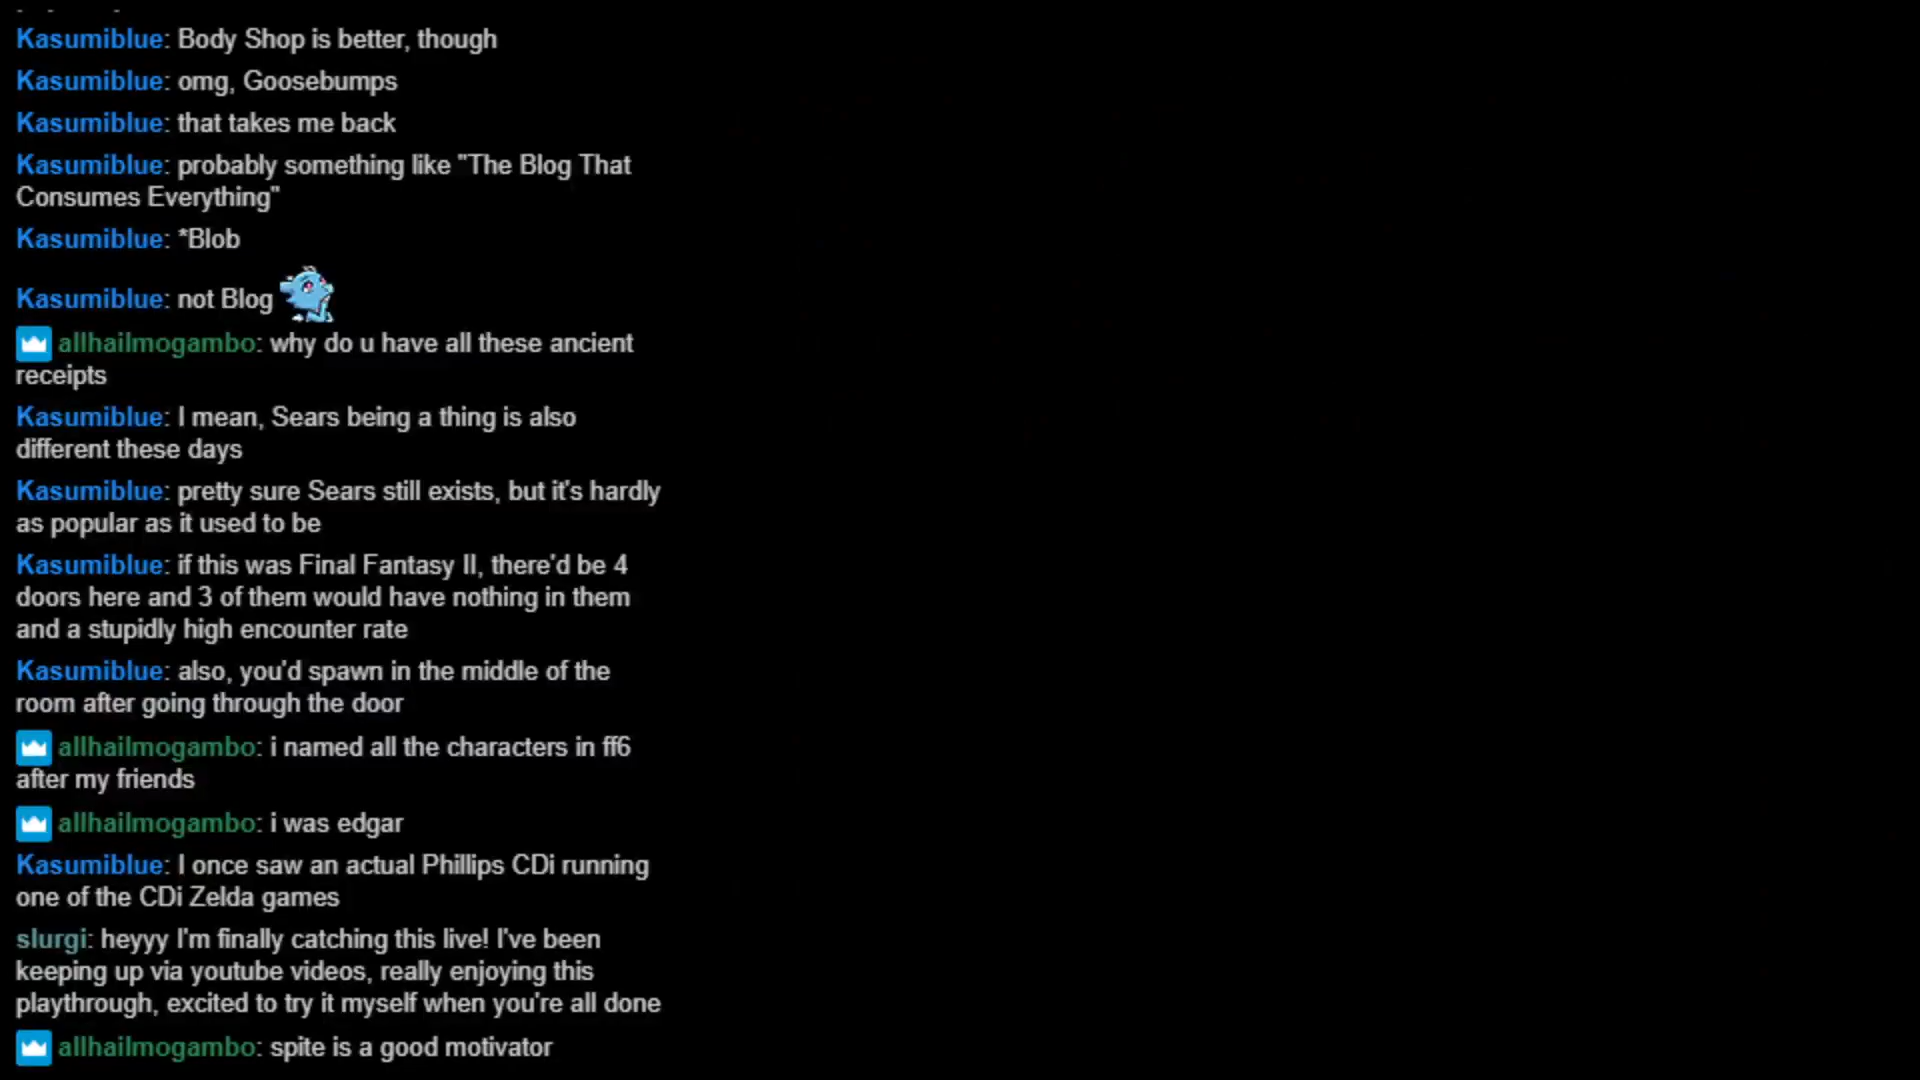 Kasumiblue: Body Shop is better, though
Kasumiblue: omg, Goosebumps
Kasumiblue: that takes me back
Kasumiblue: probably something like "The Blog That
Consumes Everything"
Kasumiblue: *Blob
Kasumiblue: not Blog
allhailmogambo: why do u have all these ancient
receipts
Kasumiblue: I mean, Sears being a thing is also
different these days
Kasumiblue: pretty sure Sears still exists, but it's hardly
as popular as it used to be
Kasumiblue: if this was Final Fantasy II, there'd be 4
doors here and 3 of them would have nothing in them
and a stupidly high encounter rate
Kasumiblue: also, you'd spawn in the middle of the
room after going through the door
allhailmogambo: i named all the characters in ff6
after my friends
allhailmogambo: i was edgar
Kasumiblue: I once saw an actual Phillips CDi running
one of the CDi Zelda games
slurgi: heyyy I'm finally catching this live! I've been
keeping up via youtube videos, really enjoying this
playthrough, excited to try it myself when you're all done
allhailmogambo: spite is a good motivator